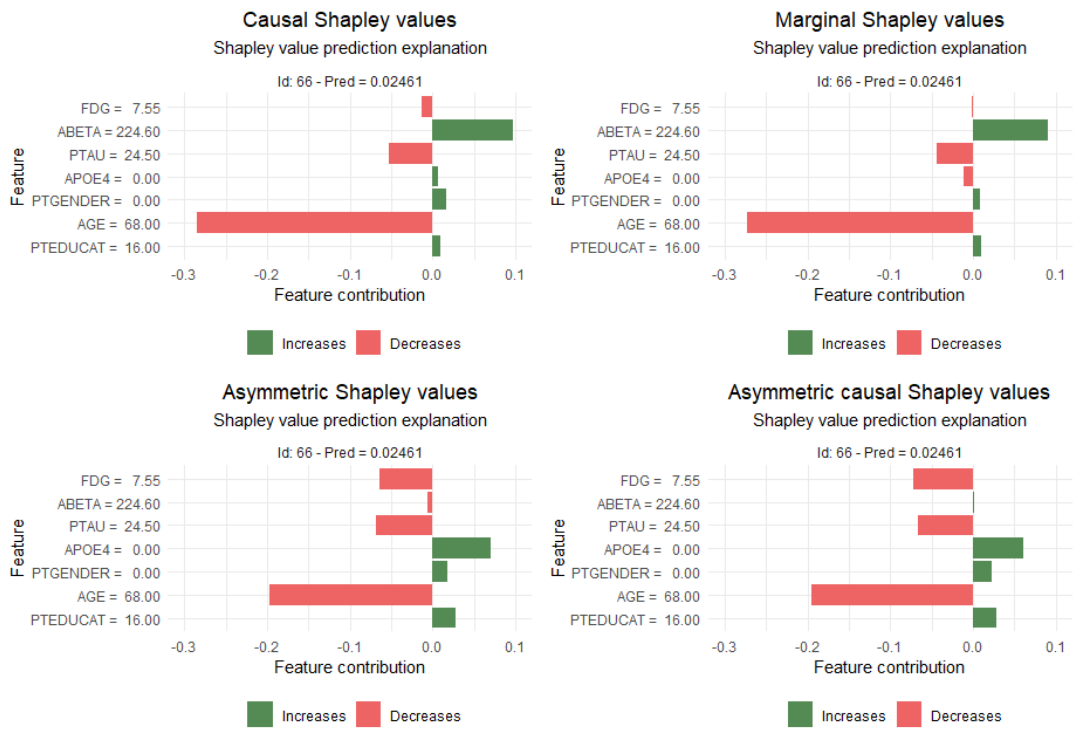 Causal Shapley values
Shapley value prediction explanation
Id: 66 - Pred = 0.02461
Feature
FDG = 7.55
ABETA = 224.60
PTAU = 24.50
APOE4 = 0.00
PTGENDER = 0.00
AGE = 68.00
PTEDUCAT = 16.00
-0.3 -0.2 -0.1 0.0 0.1
Feature contribution
Increases Decreases
Marginal Shapley values
Shapley value prediction explanation
Id: 66 - Pred = 0.02461
Feature
FDG = 7.55
ABETA = 224.60
PTAU = 24.50
APOE4 = 0.00
PTGENDER = 0.00
AGE = 68.00
PTEDUCAT = 16.00
-0.3 -0.2 -0.1 0.0 0.1
Feature contribution
Increases Decreases
Asymmetric Shapley values
Shapley value prediction explanation
Id: 66 - Pred = 0.02461
Feature
FDG = 7.55
ABETA = 224.60
PTAU = 24.50
APOE4 = 0.00
PTGENDER = 0.00
AGE = 68.00
PTEDUCAT = 16.00
-0.3 -0.2 -0.1 0.0 0.1
Feature contribution
Increases Decreases
Asymmetric causal Shapley values
Shapley value prediction explanation
Id: 66 - Pred = 0.02461
Feature
FDG = 7.55
ABETA = 224.60
PTAU = 24.50
APOE4 = 0.00
PTGENDER = 0.00
AGE = 68.00
PTEDUCAT = 16.00
-0.3 -0.2 -0.1 0.0 0.1
Feature contribution
Increases Decreases